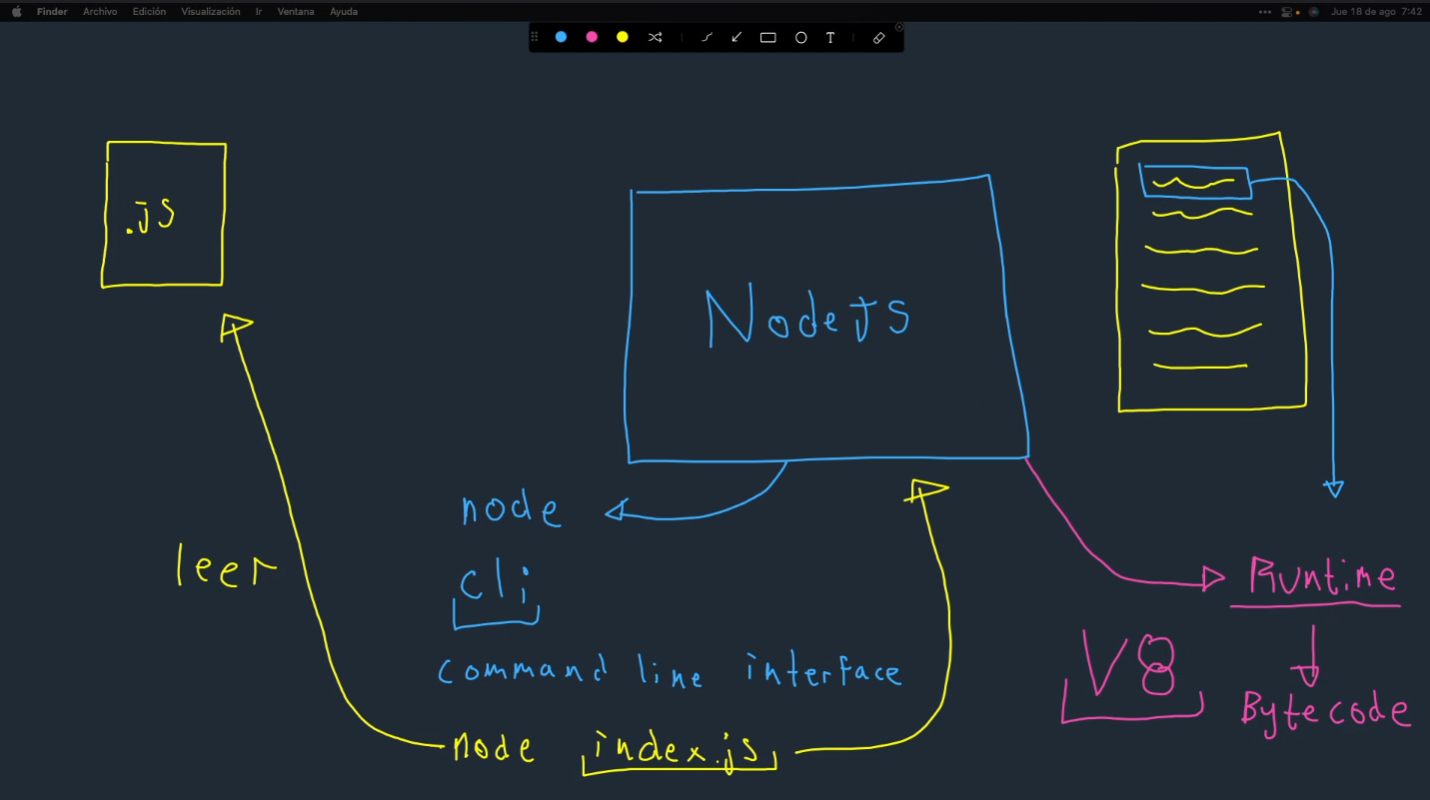 Finder Archivo Edición Visualización Ir Ventana Ayuda
Jue 18 de ago 7:42
T
.js
NodeJS
node
cli
command line interface
leer
node index.js
Runtime
V8
Bytecode